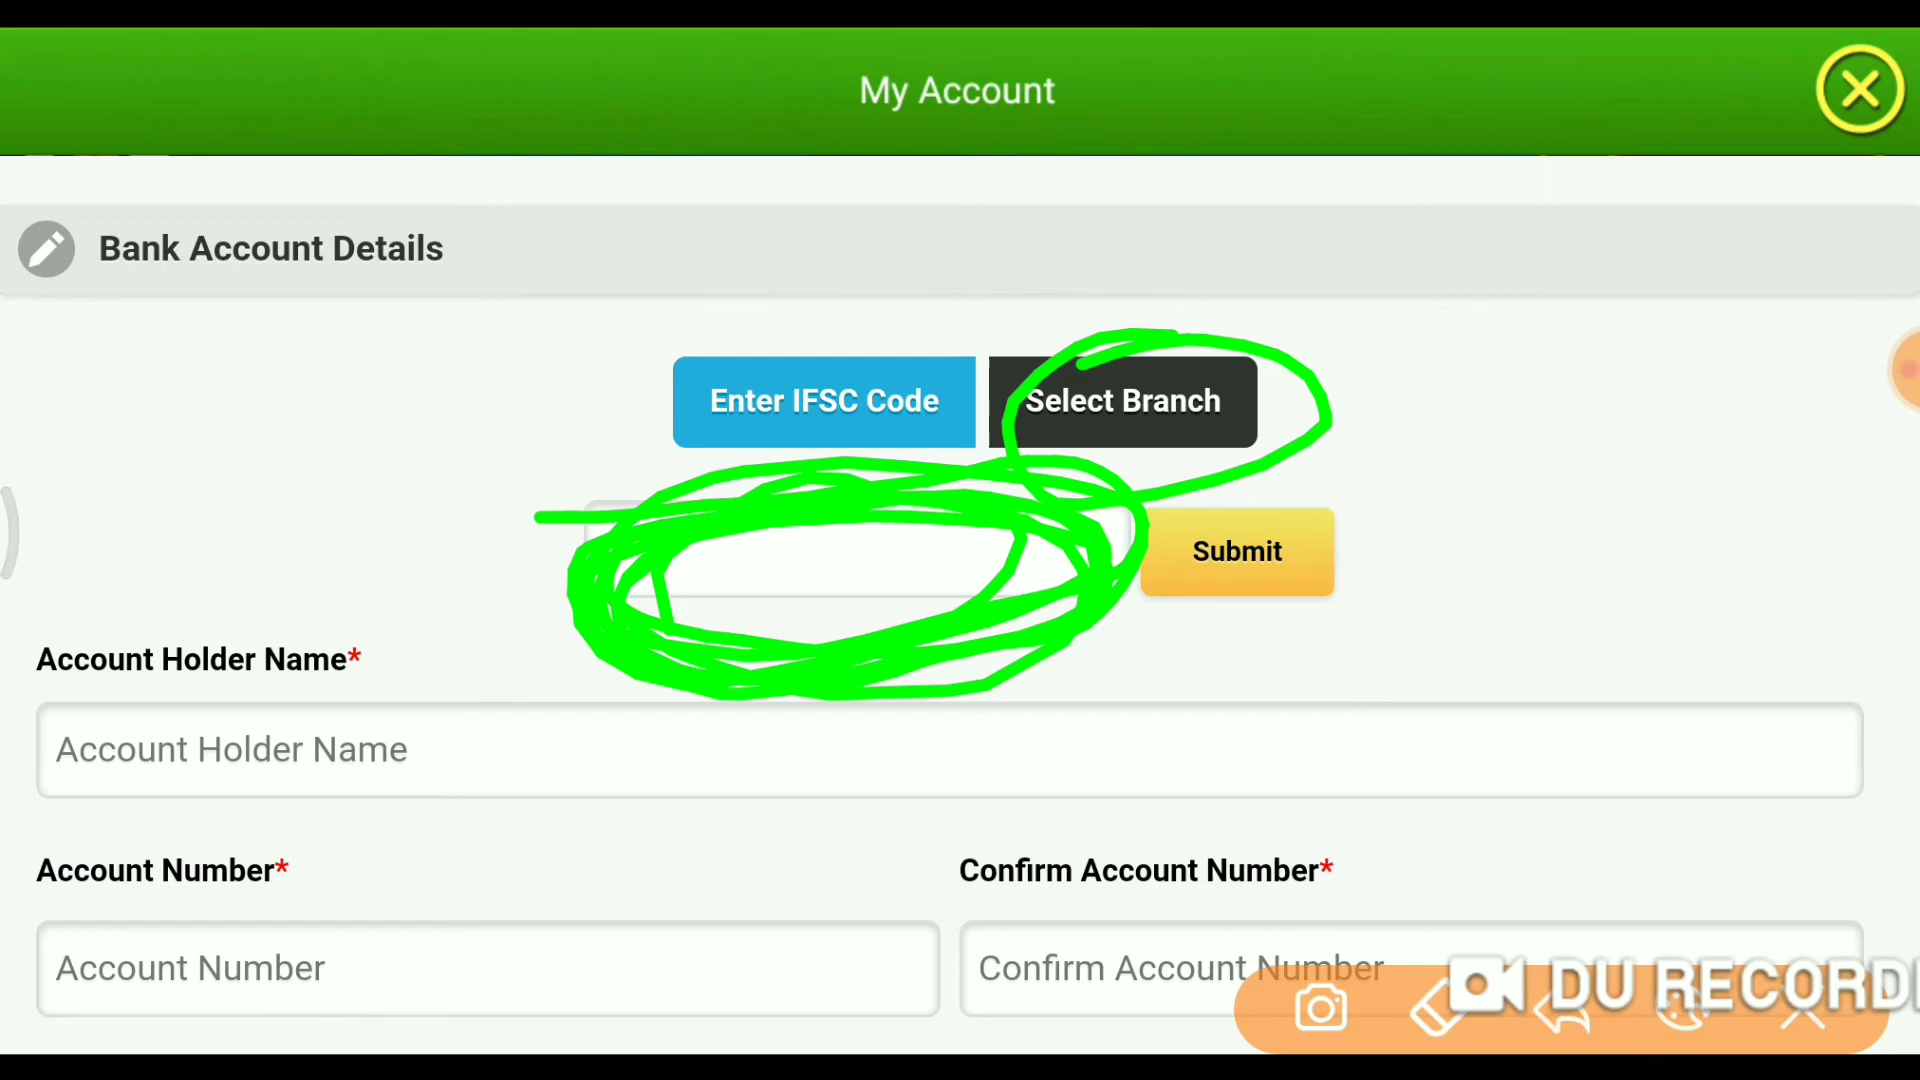 My Account
Bank Account Details
Enter IFSC Code
Select Branch
Submit
Account Holder Name*
Account Holder Name
Account Number*
Confirm Account Number*
Account Number
Confirm Account Number
DU RECORD